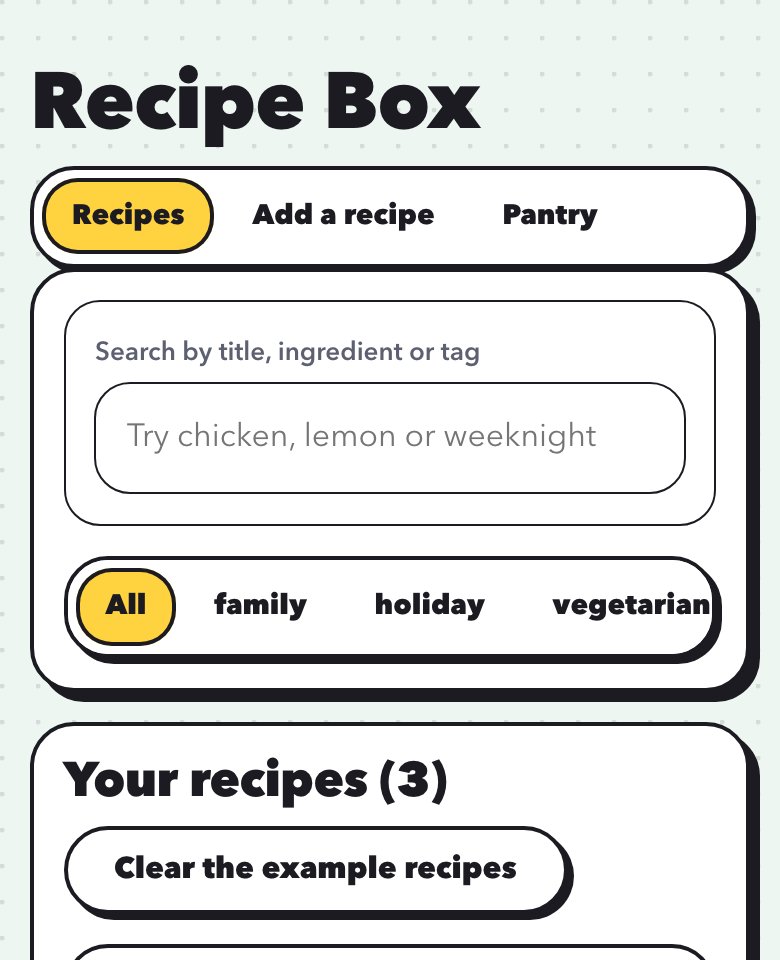 Recipe Box
Recipes Add a recipe Pantry
Search by title, ingredient or tag
Try chicken, lemon or weeknight
All family holiday vegetarian
Your recipes (3)
Clear the example recipes